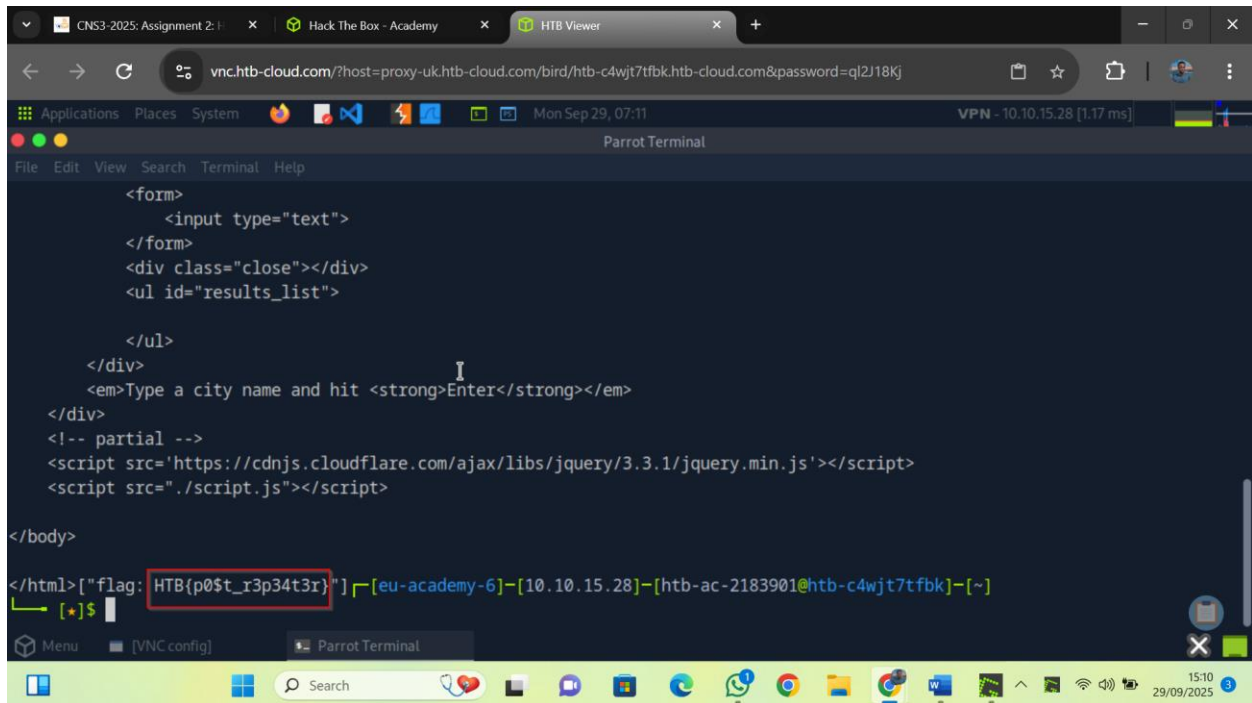 CNS3-2025: Assignment 2: H
Hack The Box - Academy
HTB Viewer
vnc.htb-cloud.com/?host=proxy-uk.htb-cloud.com/bird/htb-c4wjt7tfbk.htb-cloud.com&password=ql2J18Kj
Applications Places System Mon Sep 29, 07:11 VPN - 10.10.15.28 [1.17 ms]
Parrot Terminal
File Edit View Search Terminal Help
<form>
<input type="text">
</form>
<div class="close"></div>
<ul id="results_list">
</ul>
</div>
<em>Type a city name and hit <strong>Enter</strong></em>
</div>
<!-- partial -->
<script src='https://cdnjs.cloudflare.com/ajax/libs/jquery/3.3.1/jquery.min.js'></script>
<script src="./script.js"></script>
</body>
</html>["flag: HTB{p0$t_r3p34t3r}"]┌─[eu-academy-6]─[10.10.15.28]─[htb-ac-2183901@htb-c4wjt7tfbk]─[~]
└──╼ [★]$
Menu [VNC config] Parrot Terminal
Search
15:10
29/09/2025 3